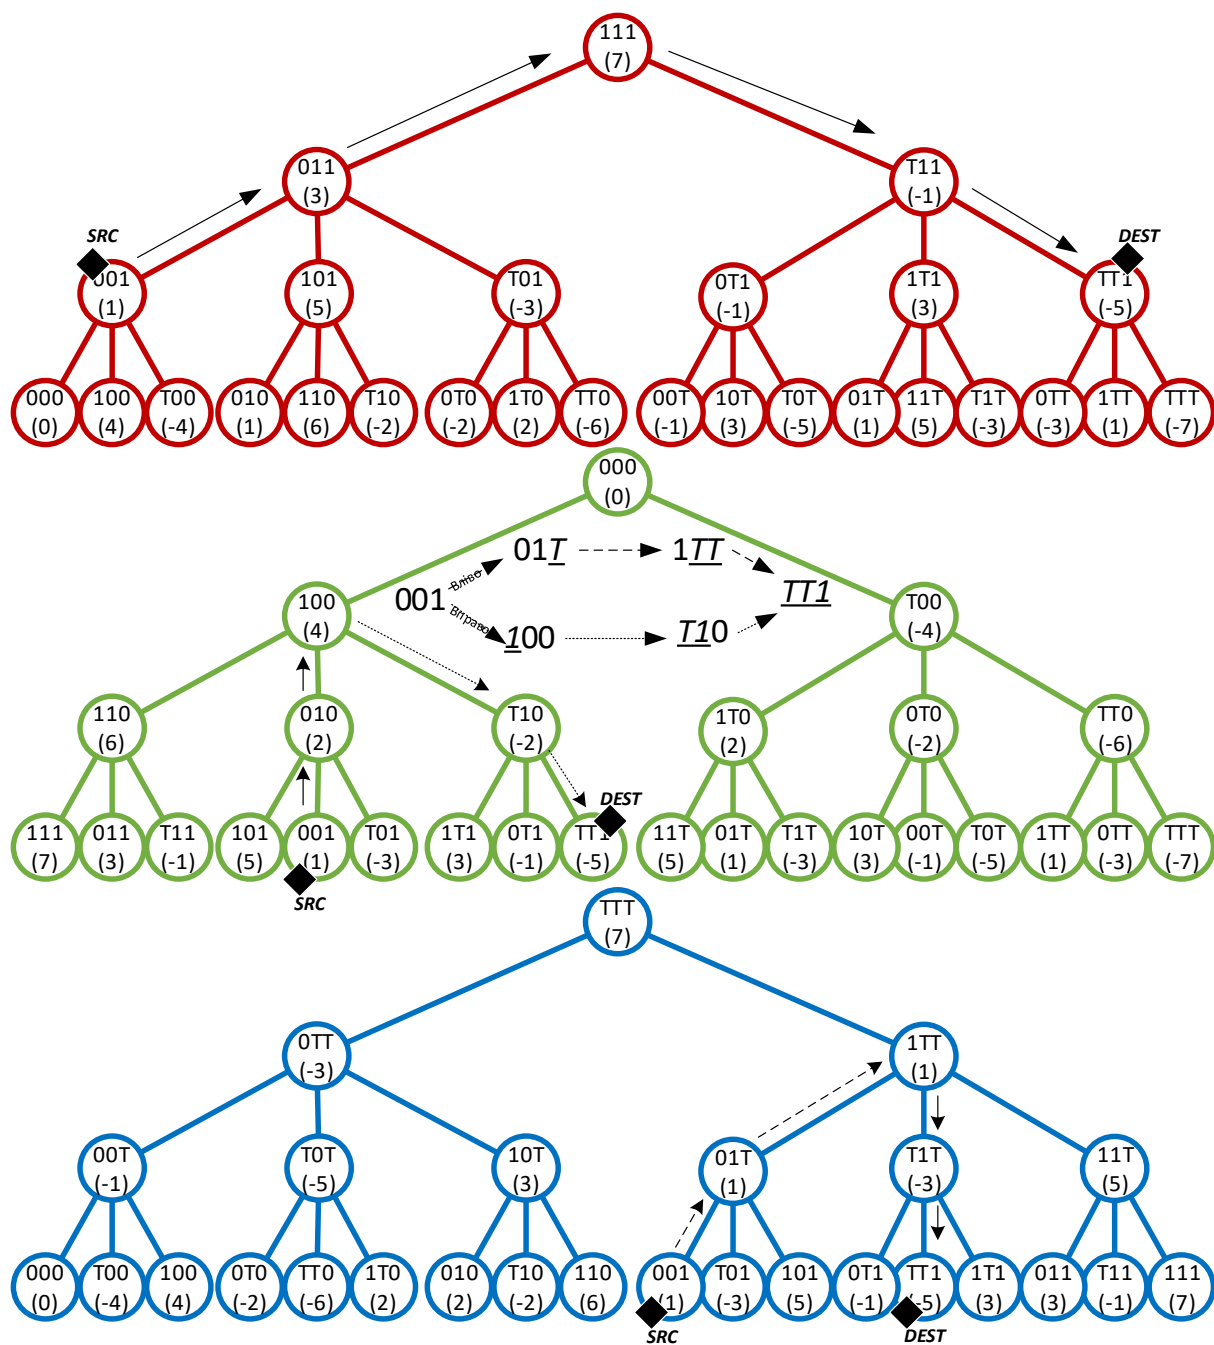 111
(7)
011
(3)
T11
(-1)
SRC
DEST
001
(1)
101
(5)
T01
(-3)
0T1
(-1)
1T1
(3)
TT1
(-5)
000
(0)
100
(4)
T00
(-4)
010
(1)
110
(6)
T10
(-2)
0T0
(-2)
1T0
(2)
TT0
(-6)
00T
(-1)
10T
(3)
T0T
(-5)
01T
(1)
11T
(5)
T1T
(-3)
0TT
(-3)
1TT
(1)
TTT
(-7)
000
(0)
01T
1TT
Вліво
001
TT1
Вправо
100
T10
100
(4)
T00
(-4)
110
(6)
010
(2)
T10
(-2)
1T0
(2)
0T0
(-2)
TT0
(-6)
DEST
111
(7)
011
(3)
T11
(-1)
101
(5)
001
(1)
T01
(-3)
1T1
(3)
0T1
(-1)
TT1
(-5)
11T
(5)
01T
(1)
T1T
(-3)
10T
(3)
00T
(-1)
T0T
(-5)
1TT
(1)
0TT
(-3)
TTT
(-7)
SRC
TTT
(7)
0TT
(-3)
1TT
(1)
00T
(-1)
T0T
(-5)
10T
(3)
01T
(1)
T1T
(-3)
11T
(5)
000
(0)
T00
(-4)
100
(4)
0T0
(-2)
TT0
(-6)
1T0
(2)
010
(2)
T10
(-2)
110
(6)
001
(1)
T01
(-3)
101
(5)
0T1
(-1)
TT1
(-5)
1T1
(3)
011
(3)
T11
(-1)
111
(7)
SRC
DEST